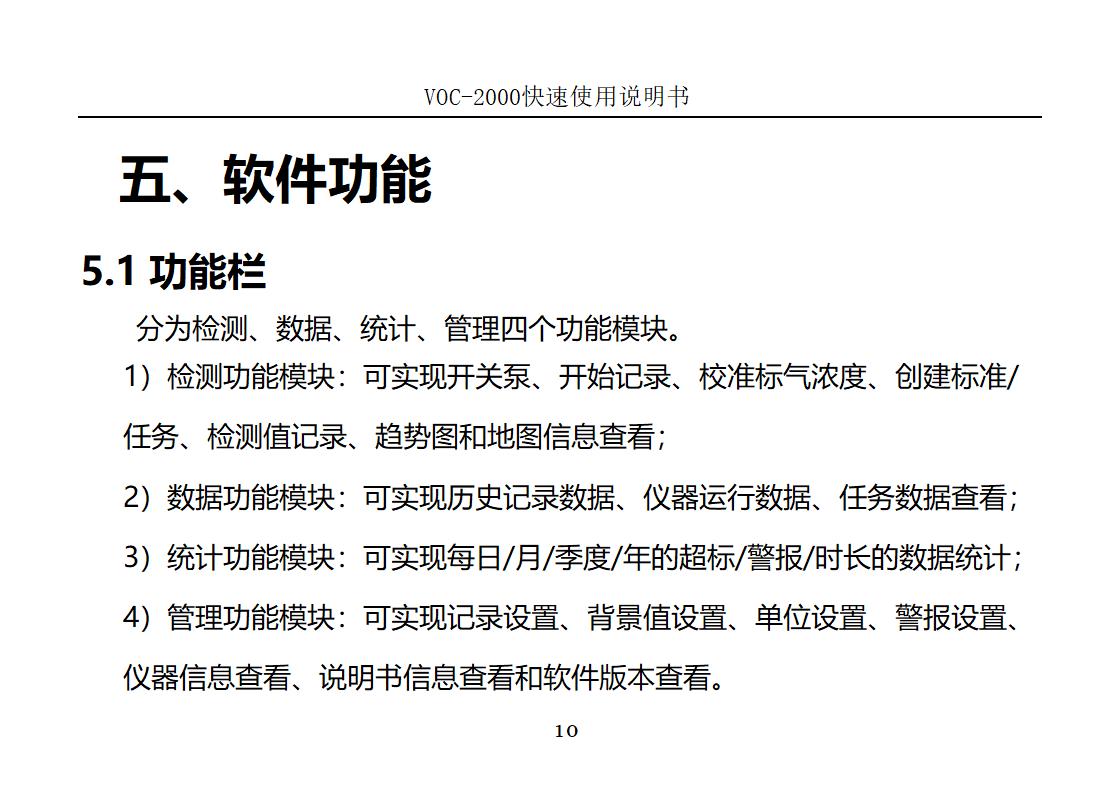 VOC-2000快速使用说明书
五、软件功能
5.1 功能栏
分为检测、数据、统计、管理四个功能模块。
1）检测功能模块：可实现开关泵、开始记录、校准标气浓度、创建标准/
任务、检测值记录、趋势图和地图信息查看；
2）数据功能模块：可实现历史记录数据、仪器运行数据、任务数据查看；
3）统计功能模块：可实现每日/月/季度/年的超标/警报/时长的数据统计；
4）管理功能模块：可实现记录设置、背景值设置、单位设置、警报设置、
仪器信息查看、说明书信息查看和软件版本查看。
10